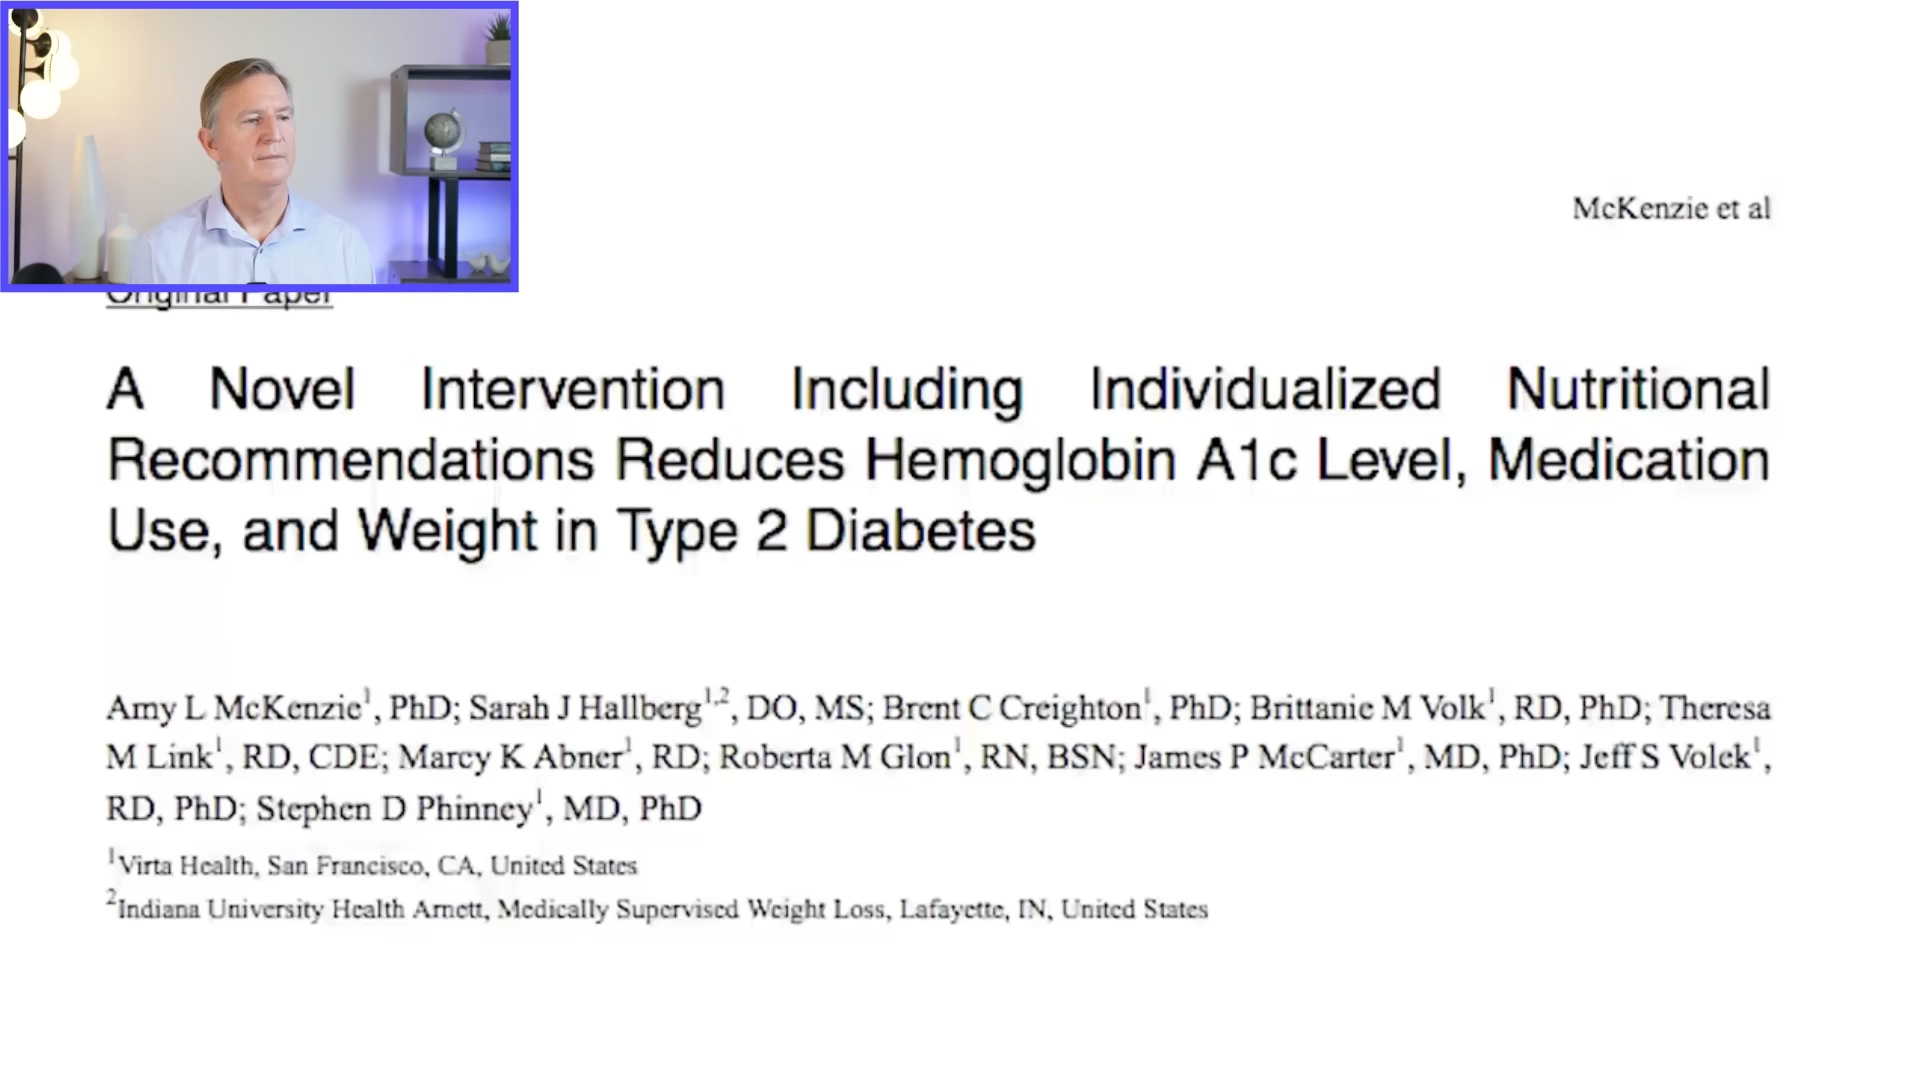 McKenzie et al
Original Paper
A Novel Intervention Including Individualized Nutritional
Recommendations Reduces Hemoglobin A1c Level, Medication
Use, and Weight in Type 2 Diabetes
Amy L McKenzie¹, PhD; Sarah J Hallberg¹,², DO, MS; Brent C Creighton¹, PhD; Brittanie M Volk¹, RD, PhD; Theresa
M Link¹, RD, CDE; Marcy K Abner¹, RD; Roberta M Glon¹, RN, BSN; James P McCarter¹, MD, PhD; Jeff S Volek¹,
RD, PhD; Stephen D Phinney¹, MD, PhD
¹Virta Health, San Francisco, CA, United States
²Indiana University Health Arnett, Medically Supervised Weight Loss, Lafayette, IN, United States